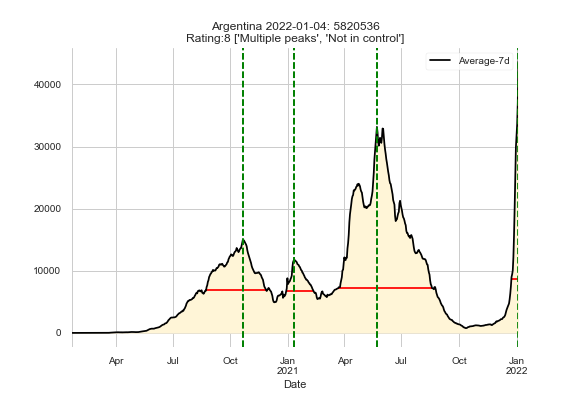 Argentina 2022-01-04: 5820536
Rating:8 ['Multiple peaks', 'Not in control']
Average-7d
40000
30000
20000
10000
0
Apr
Jul
Oct
Jan
2021
Apr
Jul
Oct
Jan
2022
Date